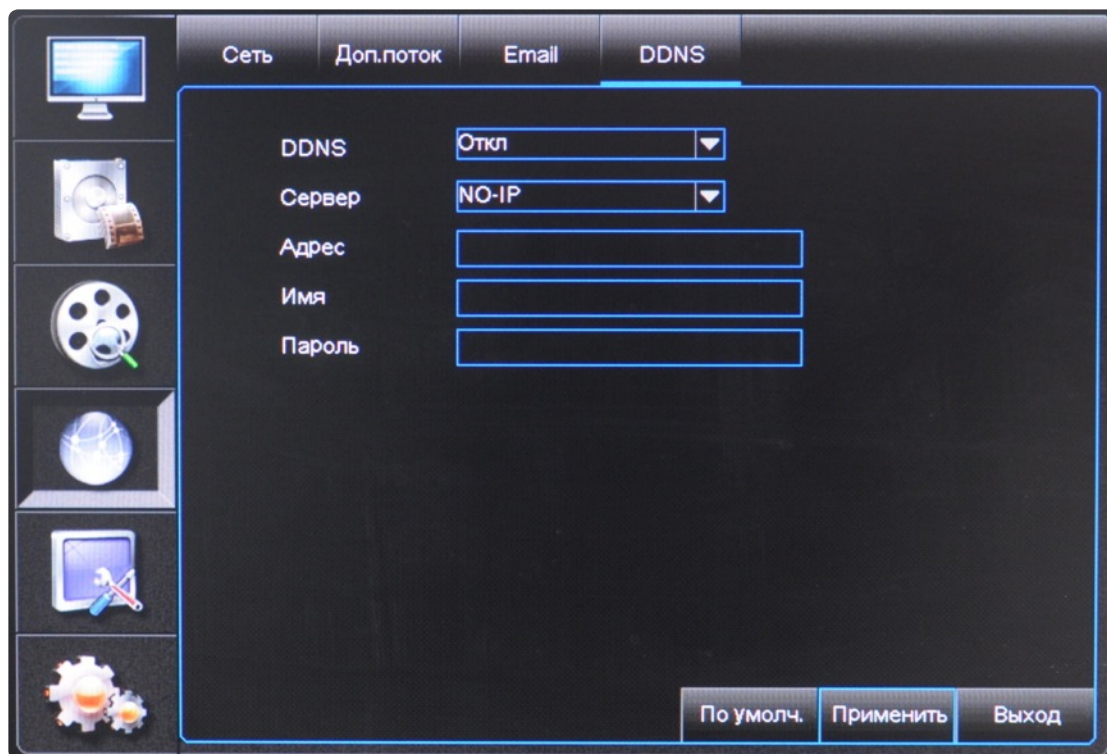 Сеть Доп.поток Email DDNS
DDNS Откл
Сервер NO-IP
Адрес
Имя
Пароль
По умолч. Применить Выход